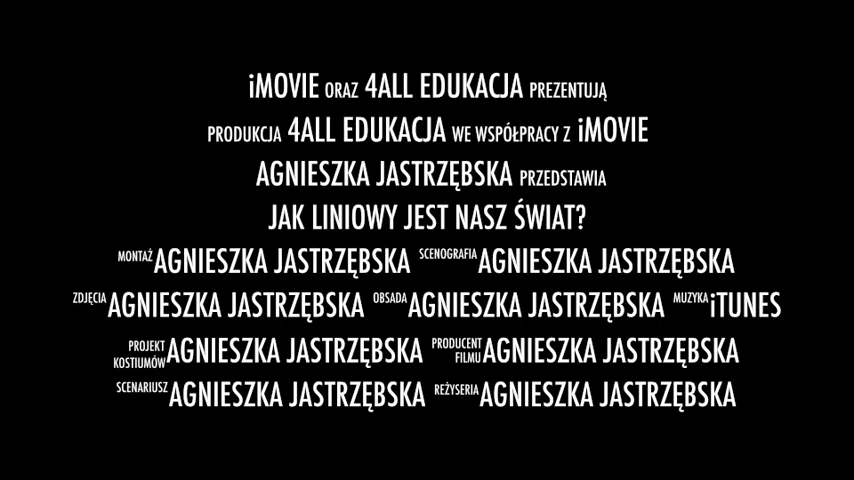 iMOVIE ORAZ 4ALL EDUKACJA PREZENTUJĄ
PRODUKCJA 4ALL EDUKACJA WE WSPÓŁPRACY Z iMOVIE
AGNIESZKA JASTRZĘBSKA PRZEDSTAWIA
JAK LINIOWY JEST NASZ ŚWIAT?
MONTAŻ AGNIESZKA JASTRZĘBSKA SCENOGRAFIA AGNIESZKA JASTRZĘBSKA
ZDJĘCIA AGNIESZKA JASTRZĘBSKA OBSADA AGNIESZKA JASTRZĘBSKA MUZYKA iTUNES
PROJEKT KOSTIUMÓW AGNIESZKA JASTRZĘBSKA PRODUCENT FILMU AGNIESZKA JASTRZĘBSKA
SCENARIUSZ AGNIESZKA JASTRZĘBSKA REŻYSERIA AGNIESZKA JASTRZĘBSKA